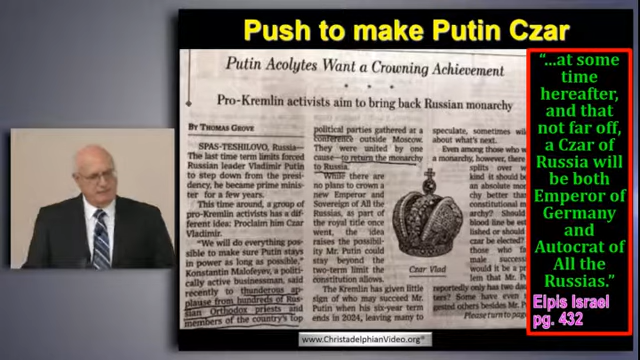 Push to make Putin Czar
Putin Acolytes Want a Crowning Achievement
* * *
Pro-Kremlin activists aim to bring back Russian monarchy
BY THOMAS GROVE
SPAS-TESHILOVO, Russia—
The last time term limits forced
Russian leader Vladimir Putin
to step down from the presi-
dency, he became prime minis-
ter for a few years.
This time around, a group of
pro-Kremlin activists has a dif-
ferent idea: Proclaim him Czar
Vladimir.
"We will do everything pos-
sible to make sure Putin stays
in power as long as possible,"
Konstantin Malofeyev, a politi-
cally active businessman, said
recently to thunderous ap-
plause from hundreds of Rus-
sian Orthodox priests and
members of the country's top
political parties gathered at a
conference outside Moscow.
They were united by one
cause—to return the monarchy
to Russia.
While there are
no plans to crown a
new Emperor and
Sovereign of All the
Russias, as part of
the royal title once
went, the idea
raises the possibil-
ity Mr. Putin could
stay beyond the
two-term limit the
constitution allows.
The Kremlin has given little
sign of who may succeed Mr.
Putin when his six-year term
ends in 2024, leaving many to
Czar Vlad
speculate, sometimes
about what's next.
Even among those who
a monarchy, however, there
splits over
kind it should be
an absolute mon
chy better than
constitutional m
archy? Should
blood line be est
lished or should
czar be elected?
those who
male success
would it be a pr
lem that Mr. P
reportedly only has two da
ters? Some have even
gested others besides Mr.
Please turn to page
"...at some
time
hereafter,
and that
not far off,
a Czar of
Russia will
be both
Emperor of
Germany
and
Autocrat of
All the
Russias."
Elpis Israel
pg. 432
www.ChristadelphianVideo.org®